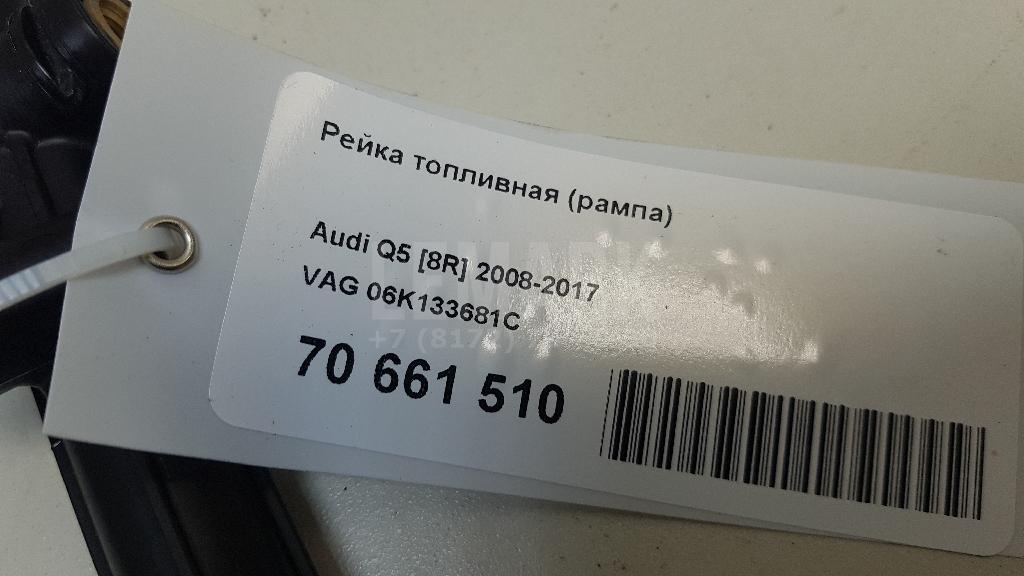 Рейка топливная (рампа)
Audi Q5 [8R] 2008-2017
VAG 06K133681C
70 661 510